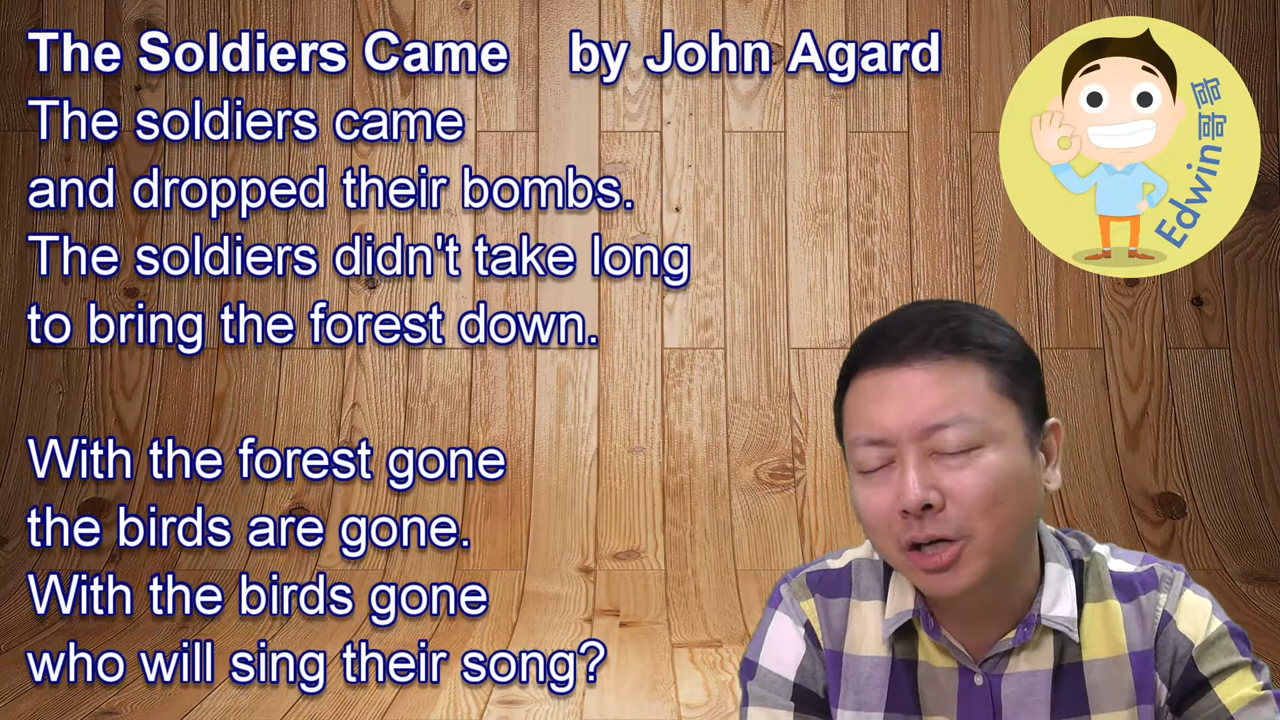 The Soldiers Came by John Agard
The soldiers came
and dropped their bombs.
The soldiers didn't take long
to bring the forest down.
With the forest gone
the birds are gone.
With the birds gone
who will sing their song?
Edwin哥哥